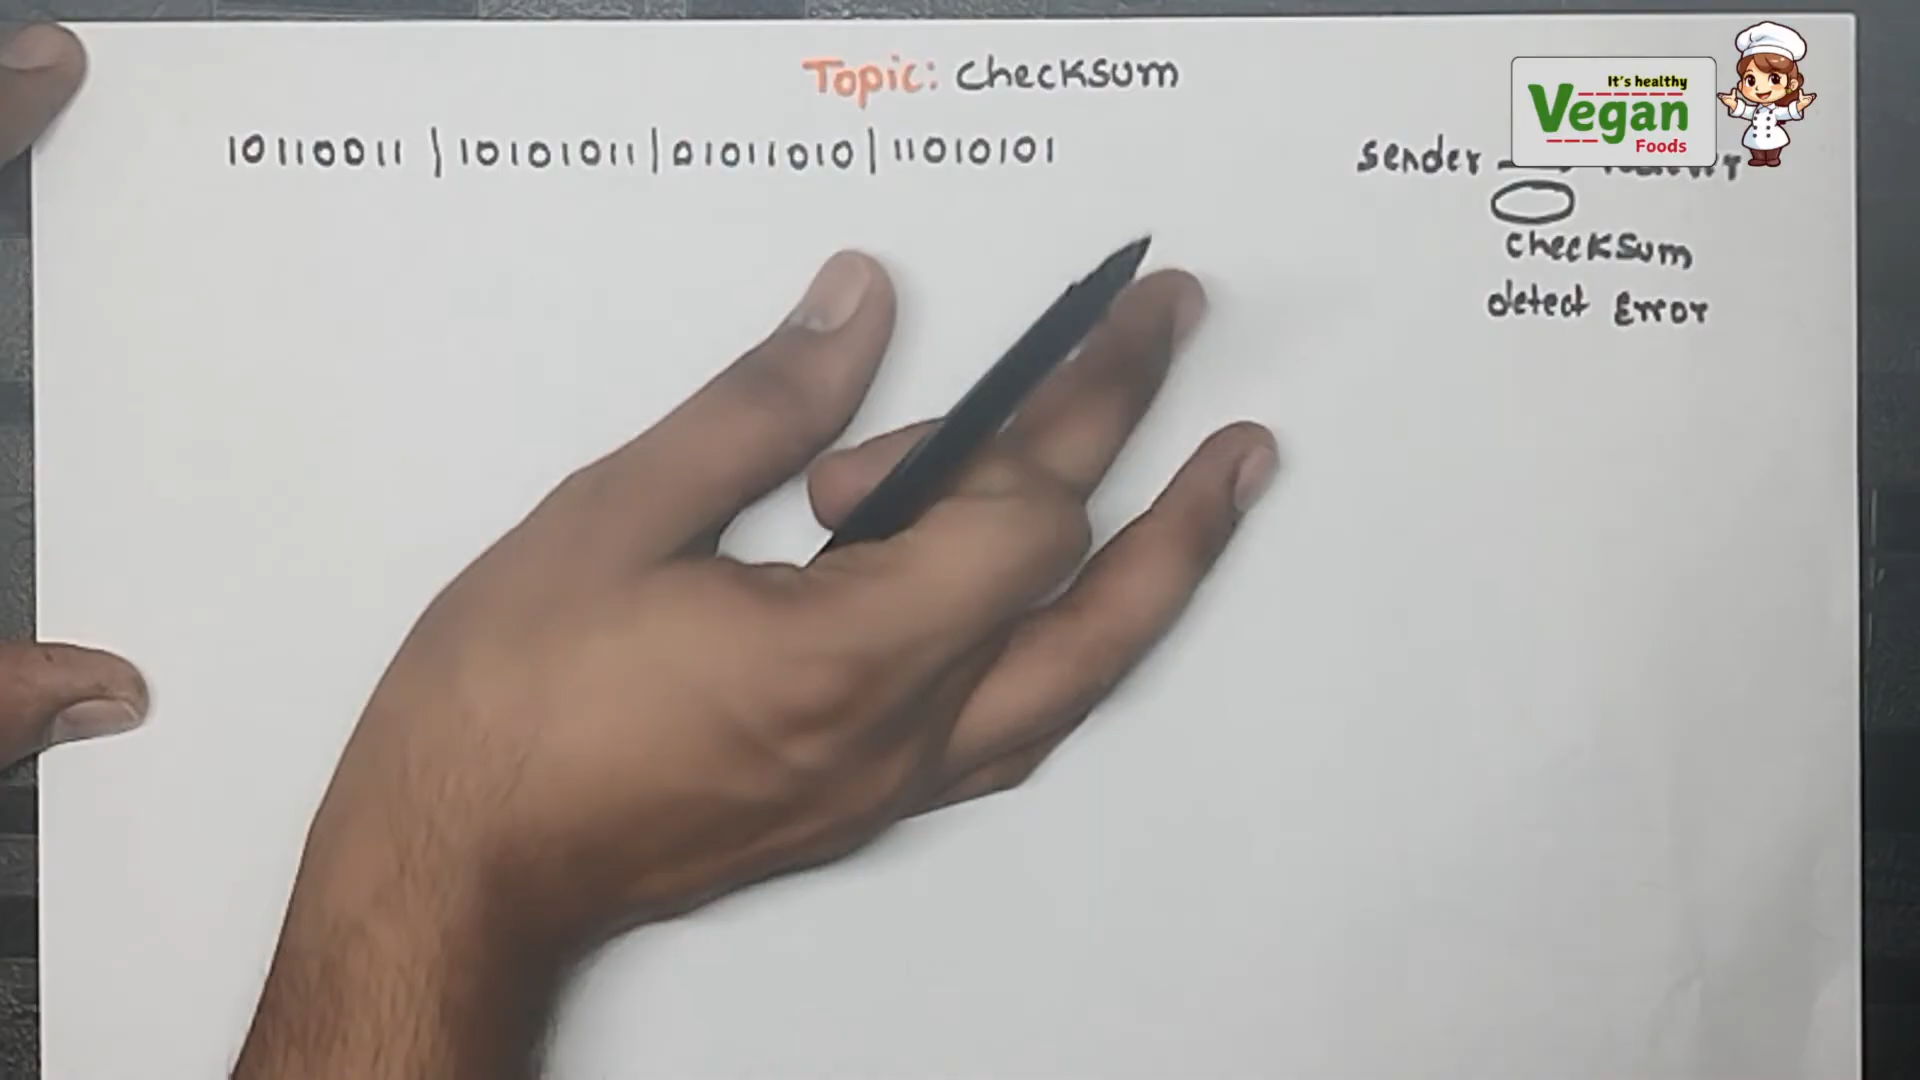 Topic: Checksum
10110011 | 10101011 | 01011010 | 11010101
Sender
Checksum
detect Error
It's healthy
Vegan
Foods